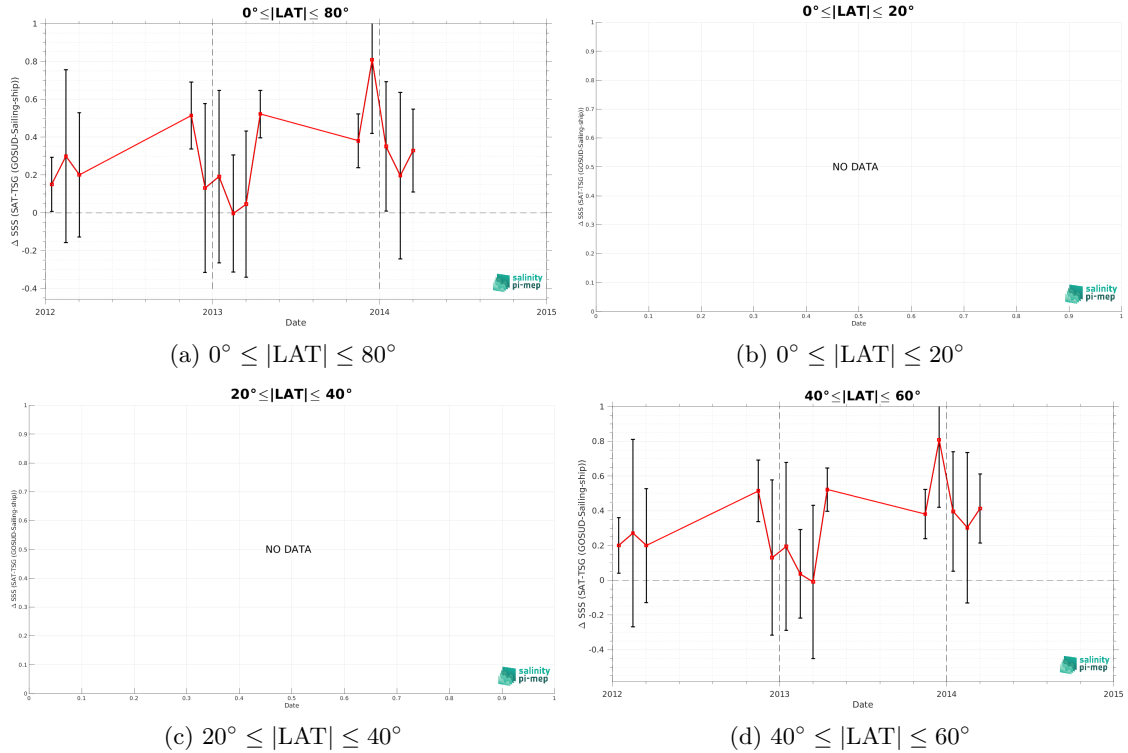 0°≤|LAT|≤ 80°
1
0.8
0.6
0.4
0.2
0
-0.2
-0.4
Δ SSS (SAT-TSG (GOSUD-Sailing-ship))
2012
2013
2014
2015
Date
salinity
pi-mep
(a) 0° ≤ |LAT| ≤ 80°
0°≤|LAT|≤ 20°
1
0.9
0.8
0.7
0.6
0.5
0.4
0.3
0.2
0.1
0
Δ SSS (SAT-TSG (GOSUD-Sailing-ship))
NO DATA
0
0.1
0.2
0.3
0.4
0.5
0.6
0.7
0.8
0.9
1
Date
salinity
pi-mep
(b) 0° ≤ |LAT| ≤ 20°
20°≤|LAT|≤ 40°
1
0.9
0.8
0.7
0.6
0.5
0.4
0.3
0.2
0.1
0
Δ SSS (SAT-TSG (GOSUD-Sailing-ship))
NO DATA
0
0.1
0.2
0.3
0.4
0.5
0.6
0.7
0.8
0.9
1
Date
salinity
pi-mep
(c) 20° ≤ |LAT| ≤ 40°
40°≤|LAT|≤ 60°
1
0.8
0.6
0.4
0.2
0
-0.2
-0.4
Δ SSS (SAT-TSG (GOSUD-Sailing-ship))
2012
2013
2014
2015
Date
salinity
pi-mep
(d) 40° ≤ |LAT| ≤ 60°